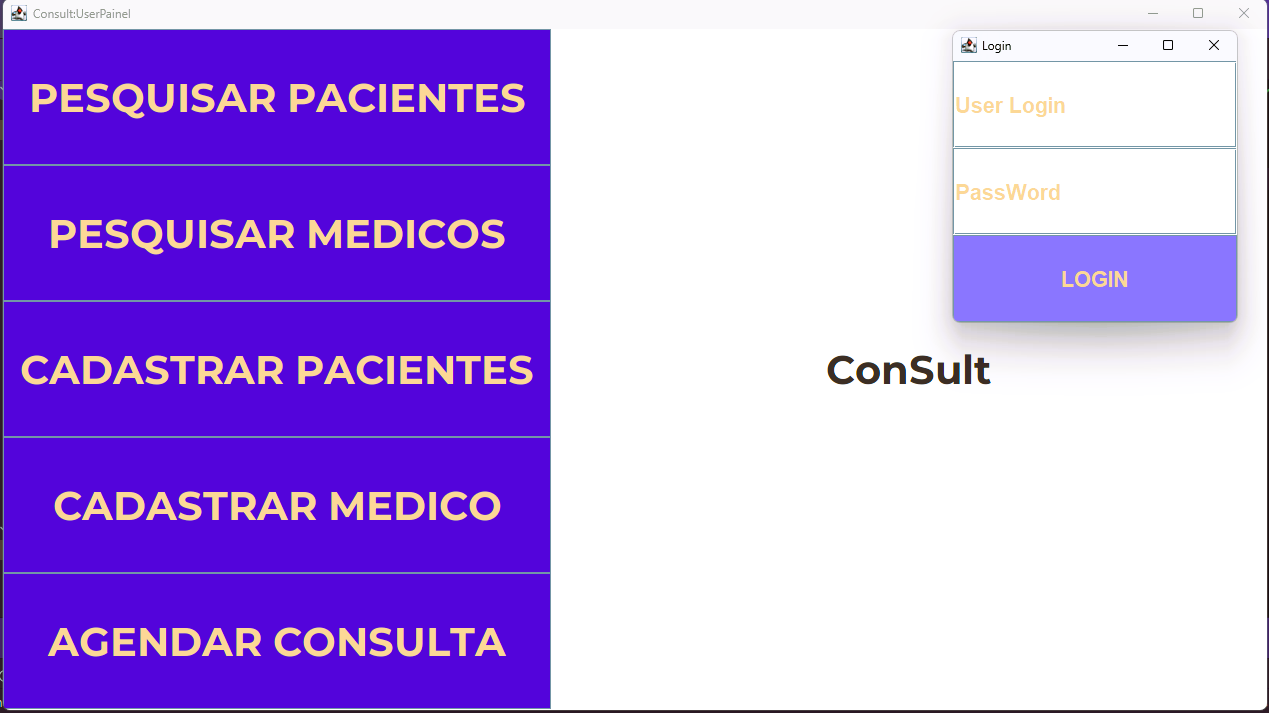 Consult:UserPainel
PESQUISAR PACIENTES
PESQUISAR MEDICOS
CADASTRAR PACIENTES
CADASTRAR MEDICO
AGENDAR CONSULTA
Login
User Login
PassWord
LOGIN
ConSult